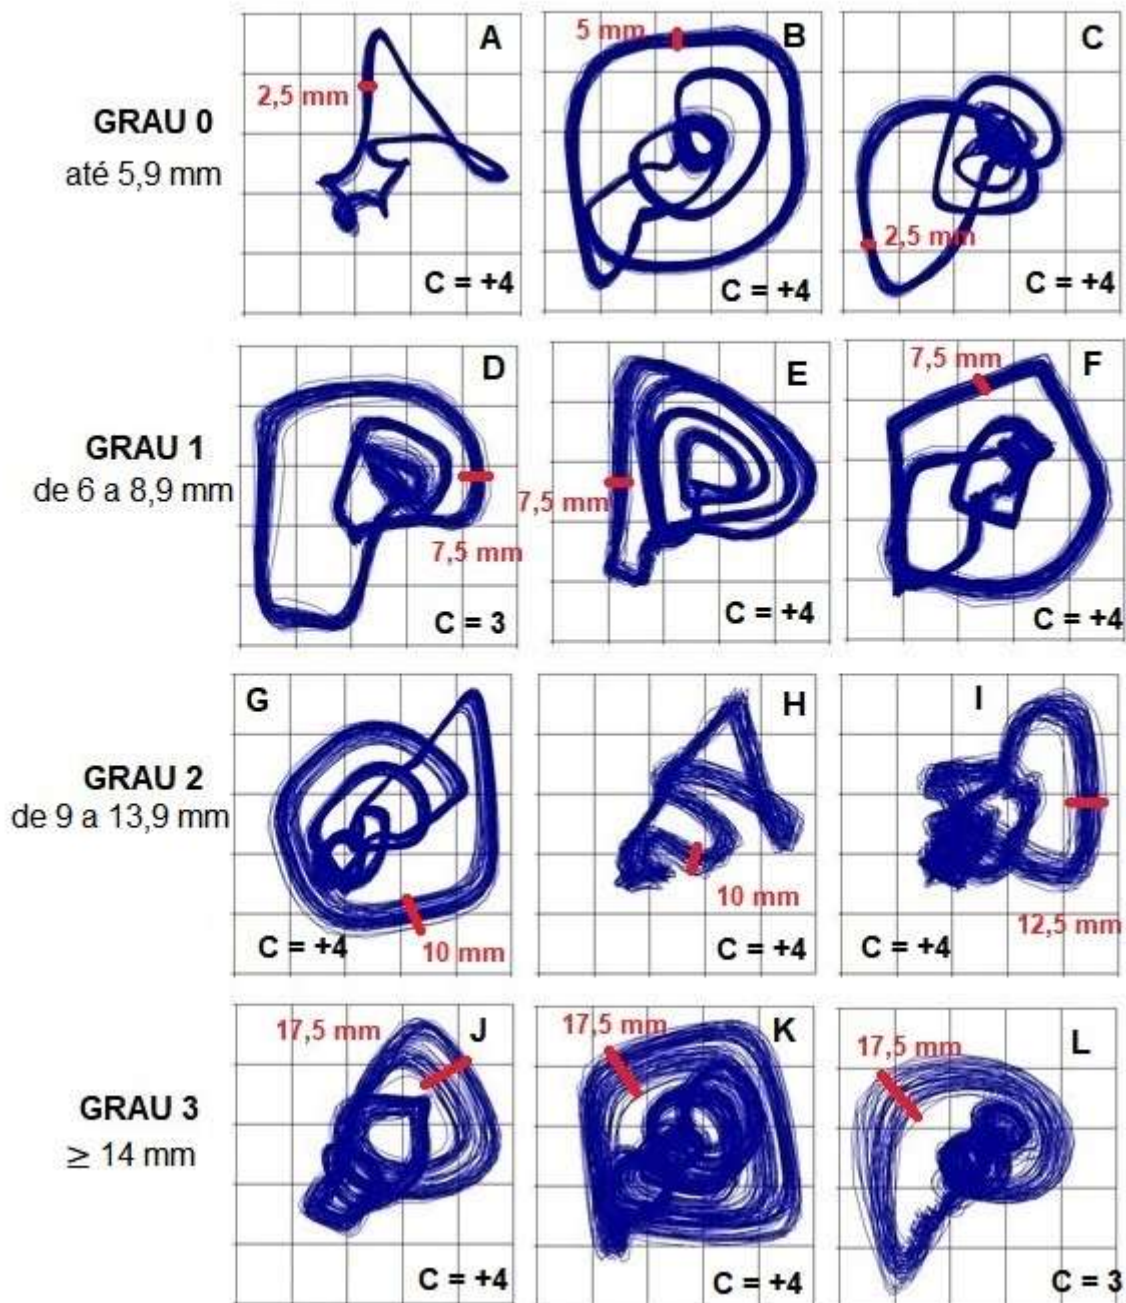 GRAU 0
até 5,9 mm
A
2,5 mm
C = +4
B
5 mm
C = +4
C
2,5 mm
C = +4
GRAU 1
de 6 a 8,9 mm
D
7,5 mm
C = 3
E
7,5 mm
C = +4
F
7,5 mm
C = +4
GRAU 2
de 9 a 13,9 mm
G
10 mm
C = +4
H
10 mm
C = +4
I
12,5 mm
C = +4
GRAU 3
≥ 14 mm
J
17,5 mm
C = +4
K
17,5 mm
C = +4
L
17,5 mm
C = 3